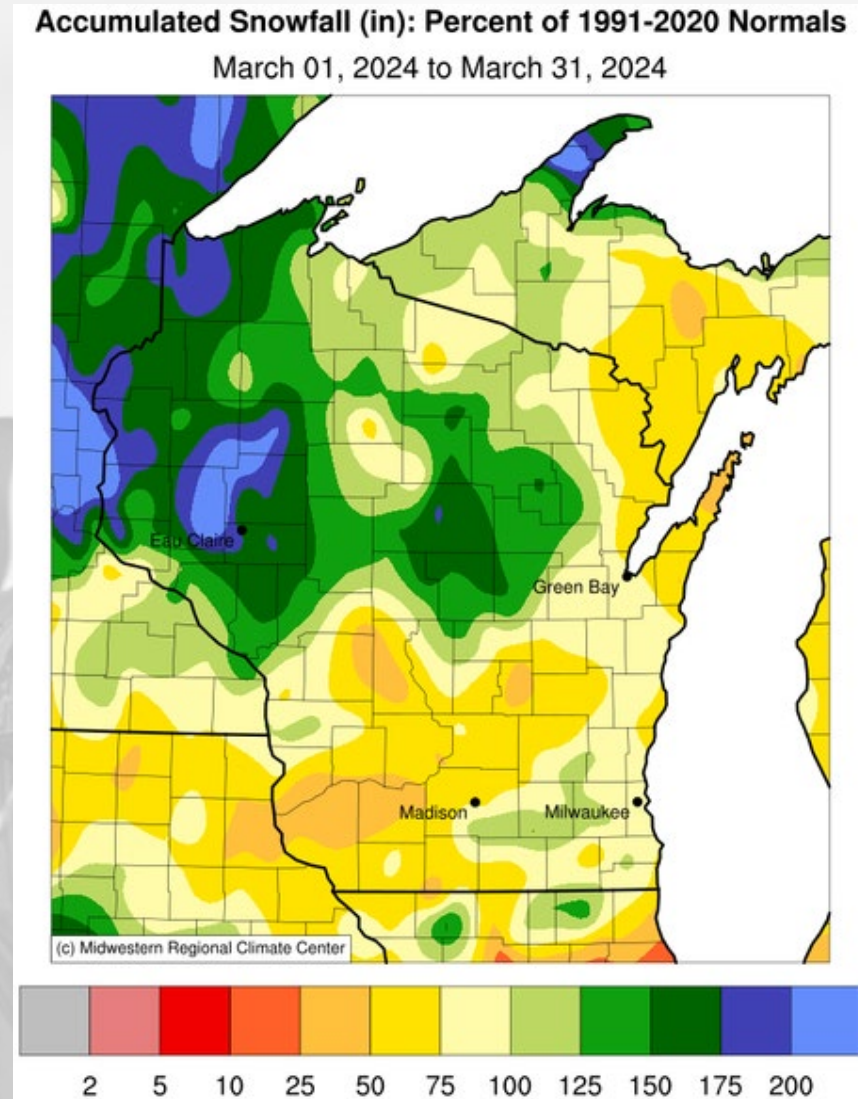 Accumulated Snowfall (in): Percent of 1991-2020 Normals
March 01, 2024 to March 31, 2024
Eau Claire
Green Bay
Madison
Milwaukee
(c) Midwestern Regional Climate Center
2 5 10 25 50 75 100 125 150 175 200